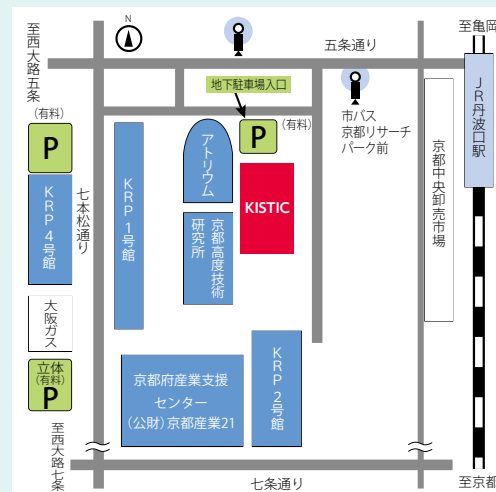 N
至亀岡
至西大路五条
五条通り
JR丹波口駅
地下駐車場入口
(有料)
P
P
(有料)
市バス
京都リサーチ
パーク前
アトリウム
京都中央卸売市場
KRP4号館
七本松通り
KRP1号館
KISTIC
京都高度技術
研究所
大阪ガス
立体
(有料)
P
京都府産業支援
センター
(公財)京都産業21
KRP2号館
至西大路七条
七条通り
至京都